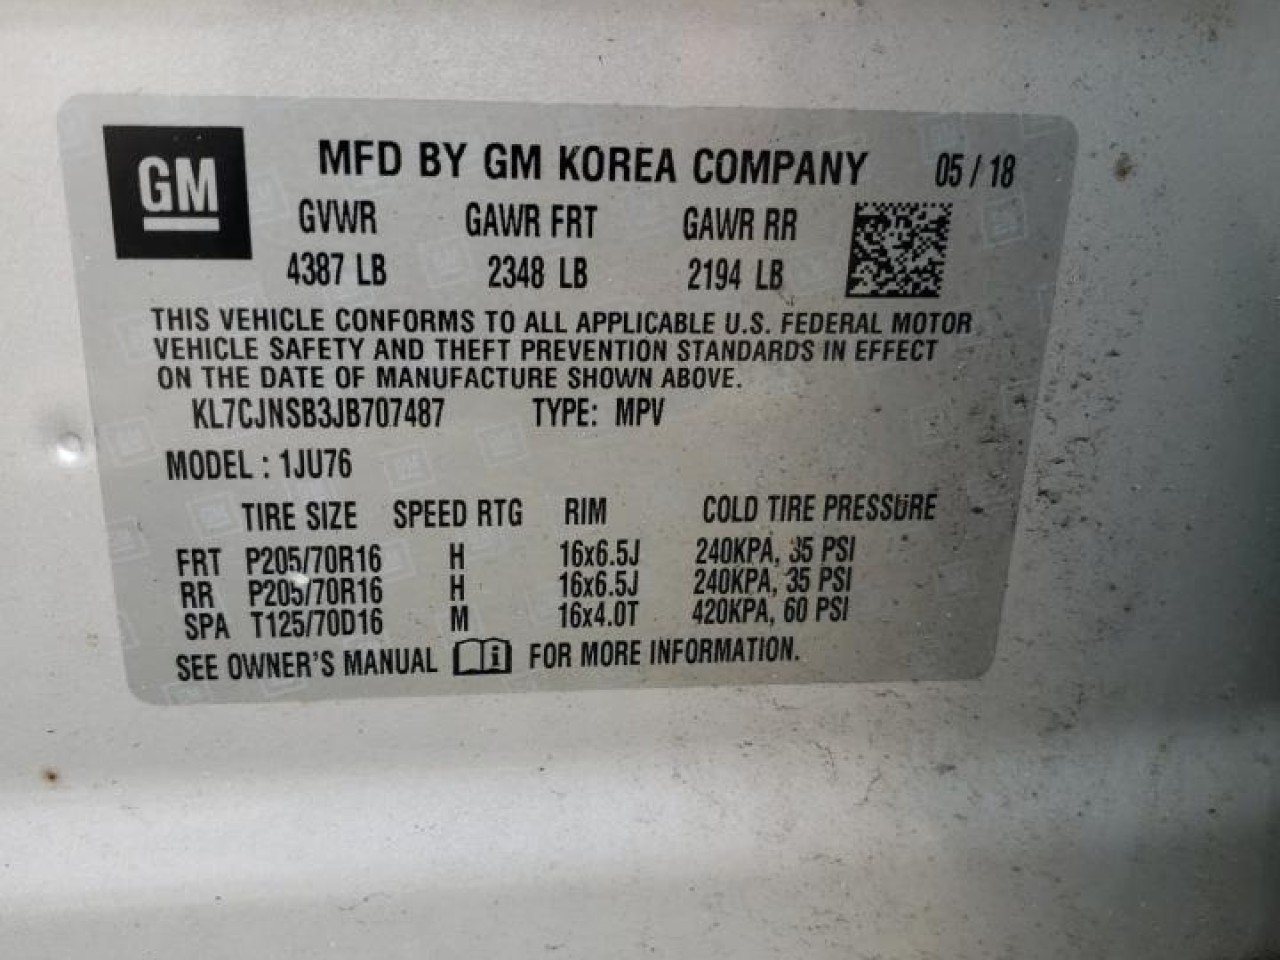 GM
MFD BY GM KOREA COMPANY 05 / 18
GVWR GAWR FRT GAWR RR
4387 LB 2348 LB 2194 LB
THIS VEHICLE CONFORMS TO ALL APPLICABLE U.S. FEDERAL MOTOR
VEHICLE SAFETY AND THEFT PREVENTION STANDARDS IN EFFECT
ON THE DATE OF MANUFACTURE SHOWN ABOVE.
KL7CJNSB3JB707487 TYPE: MPV
MODEL : 1JU76
TIRE SIZE SPEED RTG RIM COLD TIRE PRESSURE
FRT P205/70R16 H 16x6.5J 240KPA, 35 PSI
RR P205/70R16 H 16x6.5J 240KPA, 35 PSI
SPA T125/70D16 M 16x4.0T 420KPA, 60 PSI
SEE OWNER'S MANUAL i FOR MORE INFORMATION.